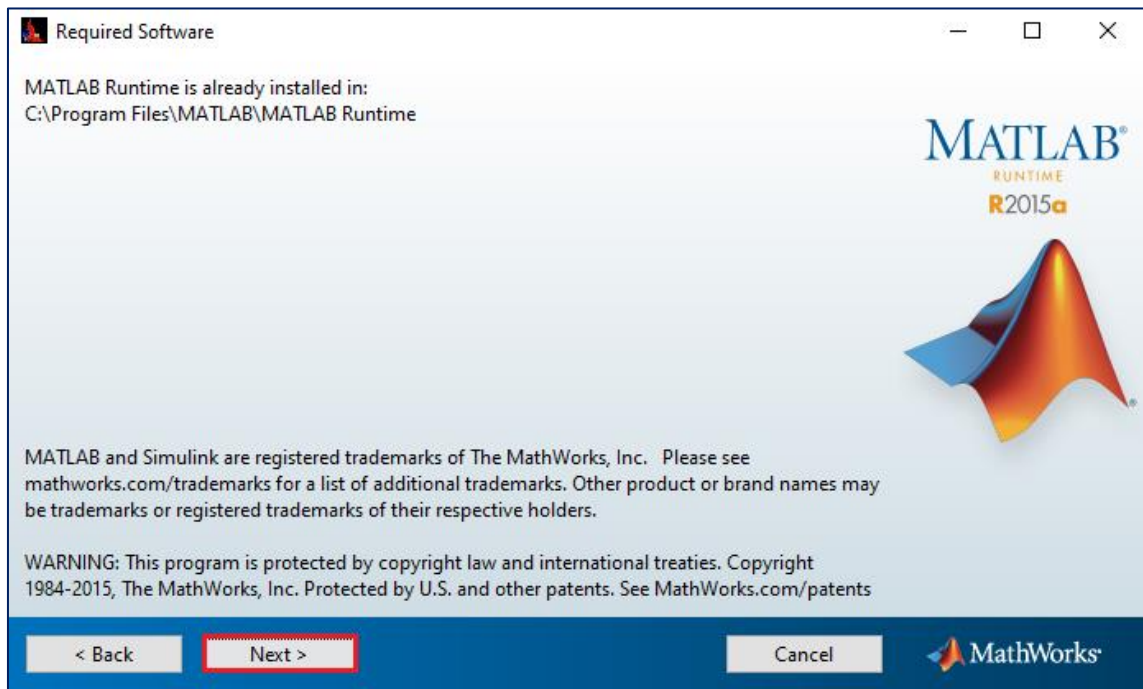 Required Software
MATLAB Runtime is already installed in:
C:\Program Files\MATLAB\MATLAB Runtime
MATLAB®
RUNTIME
R2015a
®
MATLAB and Simulink are registered trademarks of The MathWorks, Inc.   Please see
mathworks.com/trademarks for a list of additional trademarks. Other product or brand names may
be trademarks or registered trademarks of their respective holders.
WARNING: This program is protected by copyright law and international treaties. Copyright
1984-2015, The MathWorks, Inc. Protected by U.S. and other patents. See MathWorks.com/patents
< Back
Next >
Cancel
MathWorks®